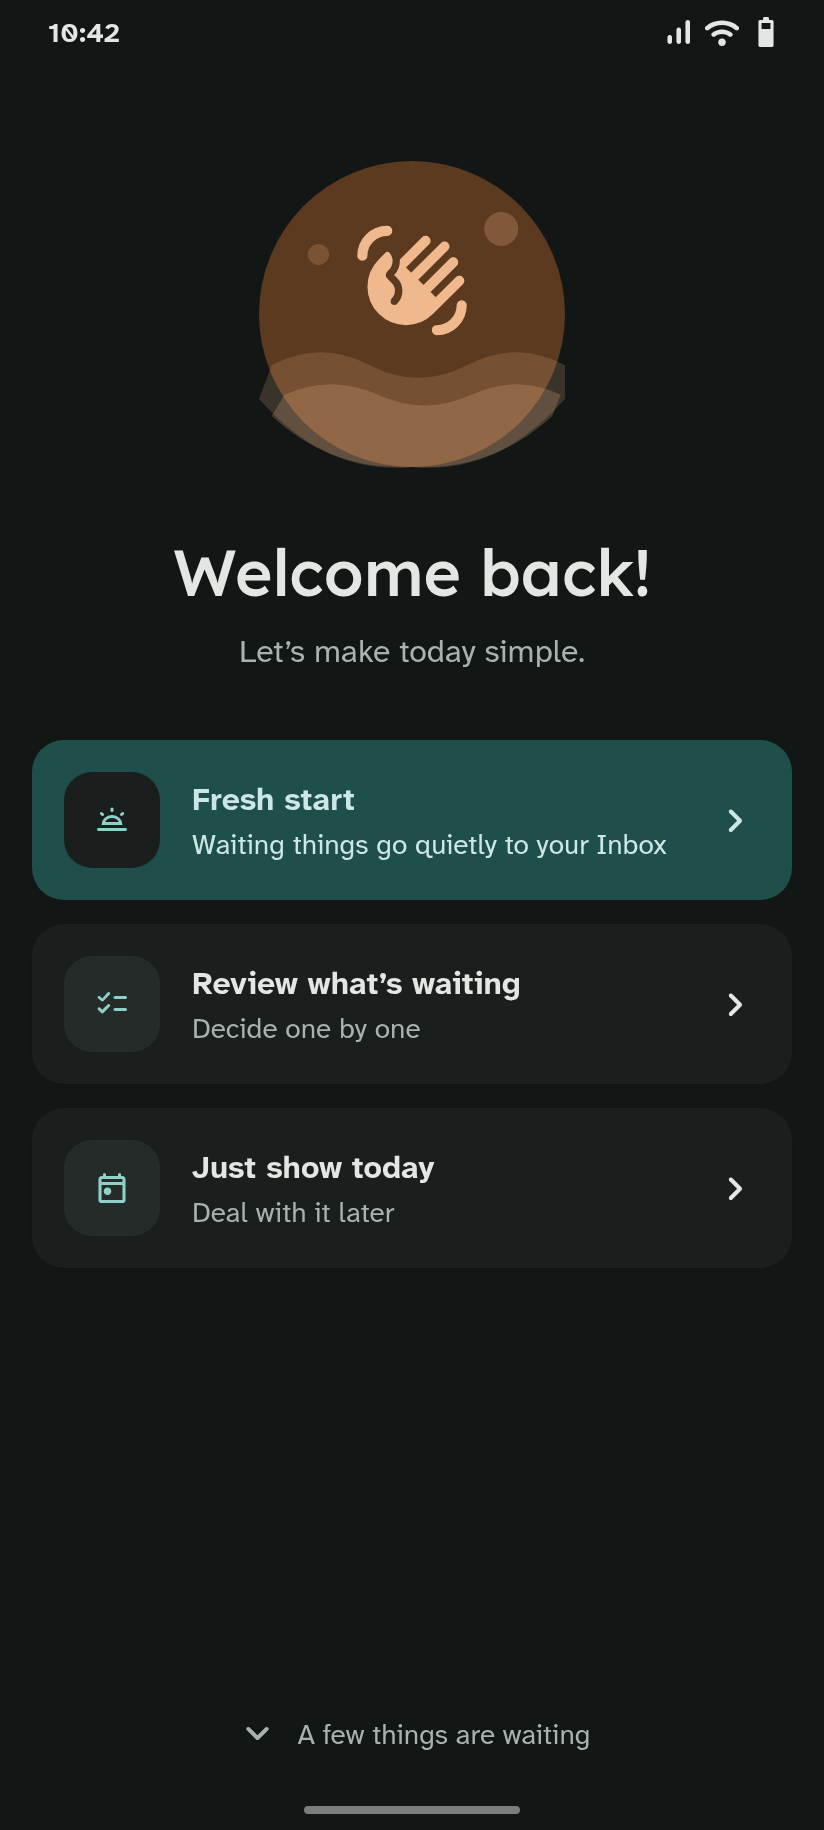 10:42
Welcome back!
Let’s make today simple.
Fresh start
Waiting things go quietly to your Inbox
Review what’s waiting
Decide one by one
Just show today
Deal with it later
A few things are waiting